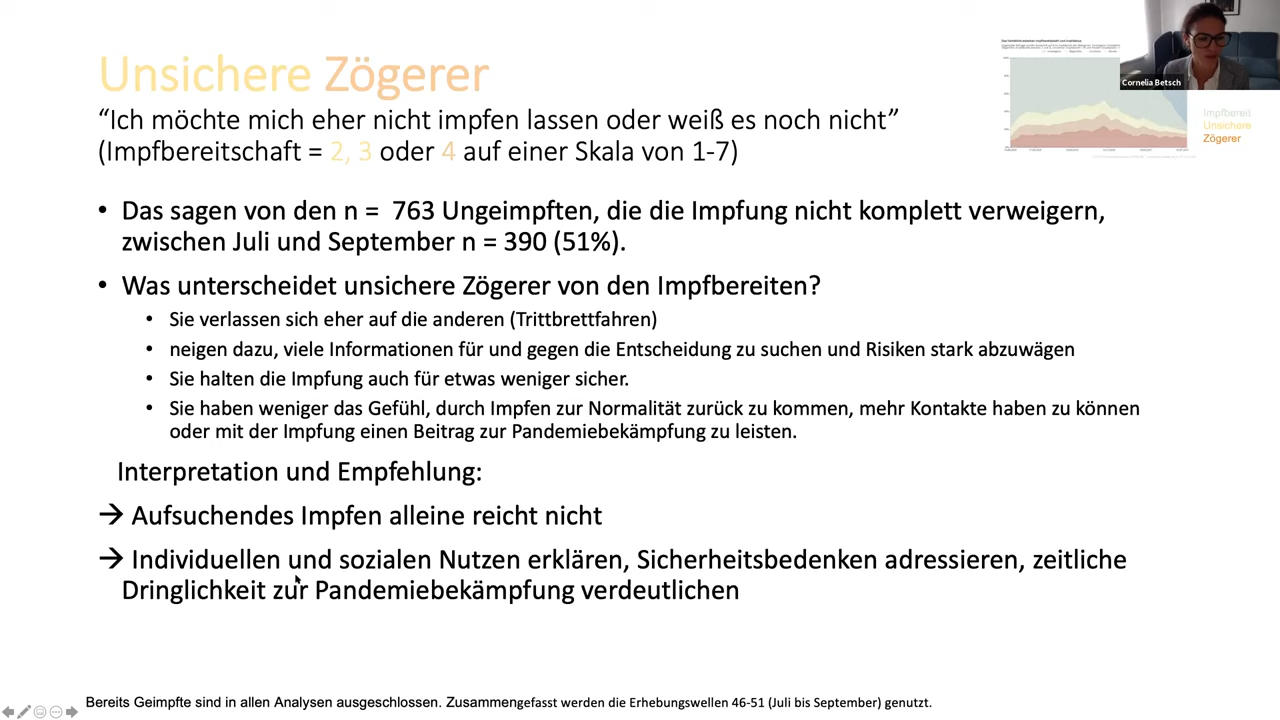 Cornelia Betsch
Unsichere Zögerer
“Ich möchte mich eher nicht impfen lassen oder weiß es noch nicht”
(Impfbereitschaft = 2, 3 oder 4 auf einer Skala von 1-7)
Impfbereit
Unsichere
Zögerer
• Das sagen von den n = 763 Ungeimpften, die die Impfung nicht komplett verweigern,
zwischen Juli und September n = 390 (51%).
• Was unterscheidet unsichere Zögerer von den Impfbereiten?
• Sie verlassen sich eher auf die anderen (Trittbrettfahren)
• neigen dazu, viele Informationen für und gegen die Entscheidung zu suchen und Risiken stark abzuwägen
• Sie halten die Impfung auch für etwas weniger sicher.
• Sie haben weniger das Gefühl, durch Impfen zur Normalität zurück zu kommen, mehr Kontakte haben zu können
oder mit der Impfung einen Beitrag zur Pandemiebekämpfung zu leisten.
Interpretation und Empfehlung:
→ Aufsuchendes Impfen alleine reicht nicht
→ Individuellen und sozialen Nutzen erklären, Sicherheitsbedenken adressieren, zeitliche
Dringlichkeit zur Pandemiebekämpfung verdeutlichen
Bereits Geimpfte sind in allen Analysen ausgeschlossen. Zusammengefasst werden die Erhebungswellen 46-51 (Juli bis September) genutzt.